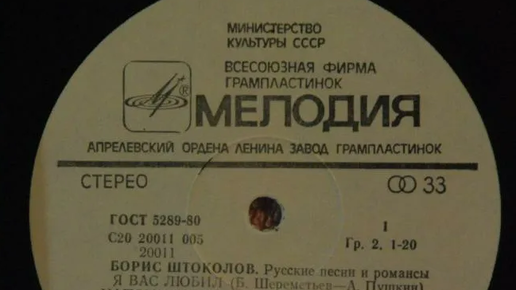 МИНИСТЕРСТВО
КУЛЬТУРЫ СССР
ВСЕСОЮЗНАЯ ФИРМА
ГРАМПЛАСТИНОК
® МЕЛОДИЯ
АПРЕЛЕВСКИЙ ОРДЕНА ЛЕНИНА ЗАВОД ГРАМПЛАСТИНОК
СТЕРЕО 33
ГОСТ 5289-80 I
С20 20011 005 Гр. 2, 1-20
20011
БОРИС ШТОКОЛОВ. Русские песни и романсы
Я ВАС ЛЮБИЛ (Б. Шереметьев—А. Пушкин)